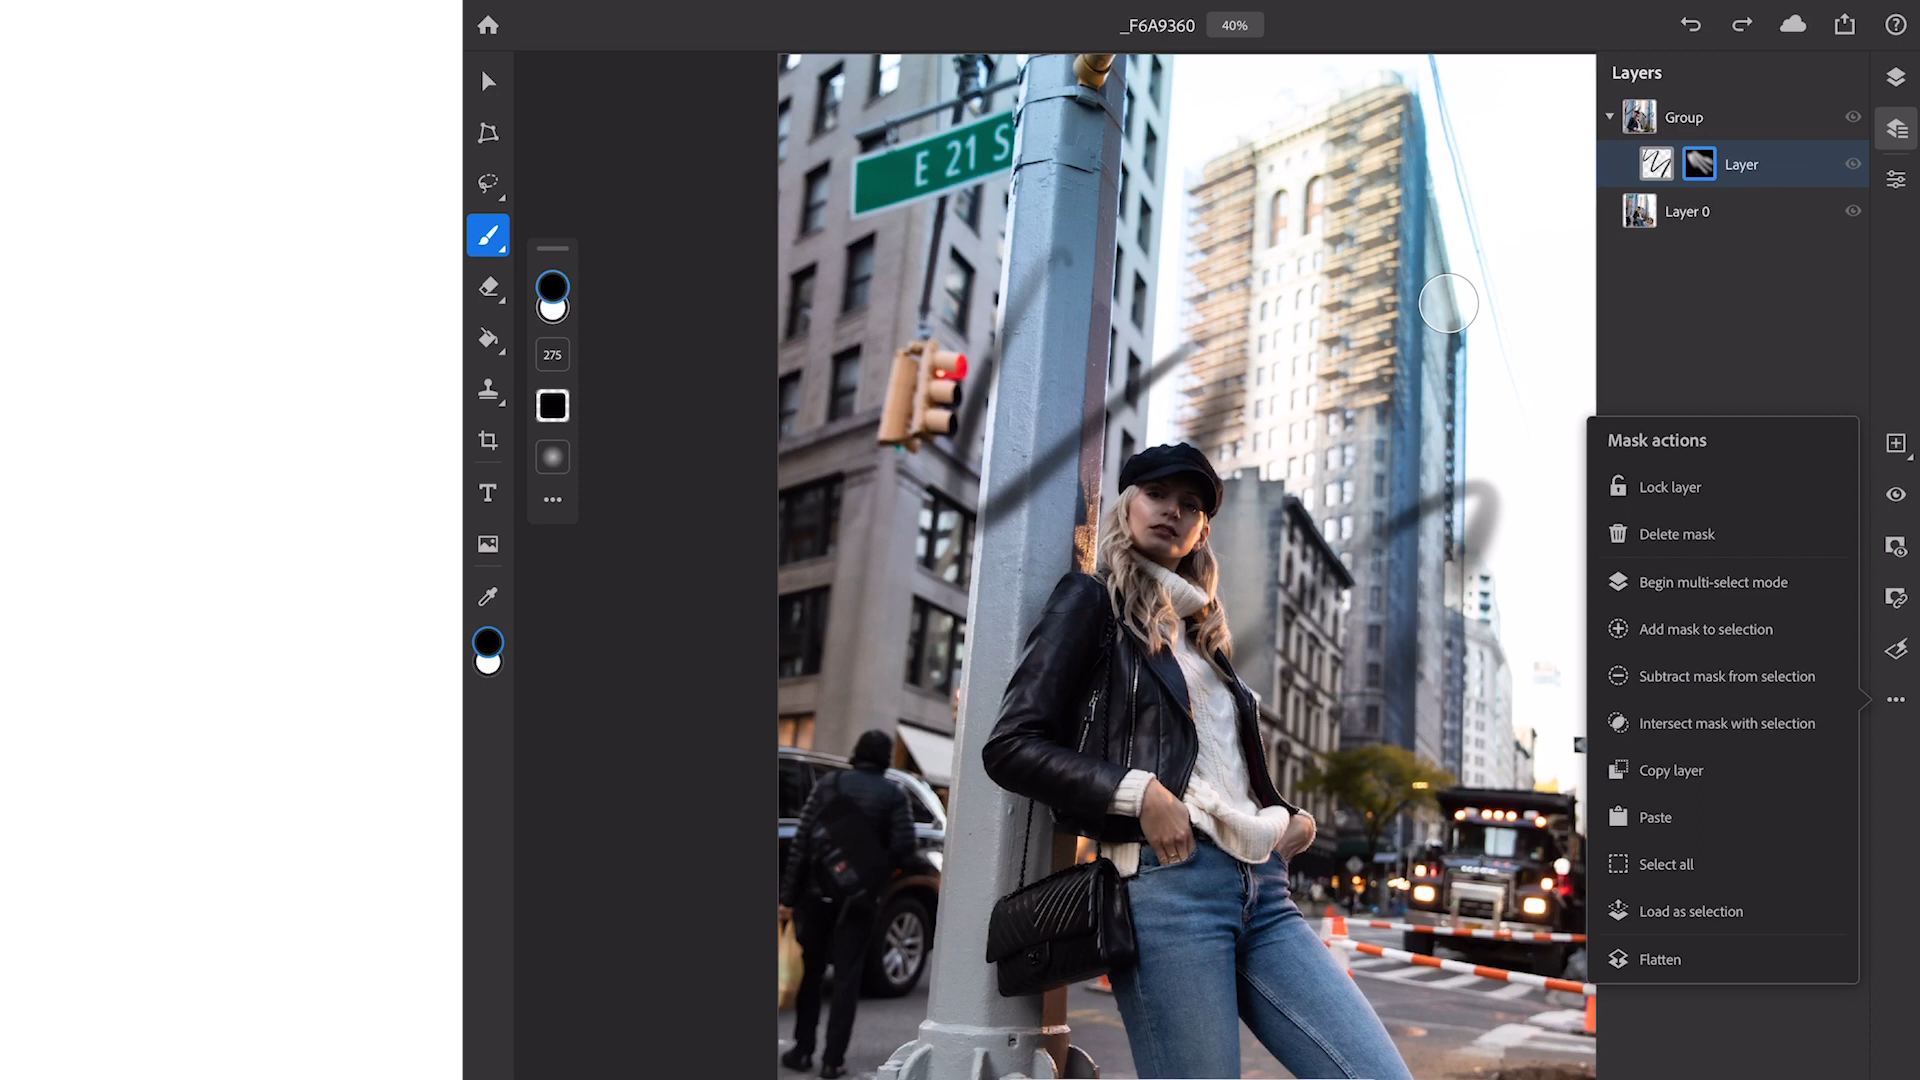 _F6A9360
40%
Layers
Group
Layer
Layer 0
E 21 S
275
T
Mask actions
Lock layer
Delete mask
Begin multi-select mode
Add mask to selection
Subtract mask from selection
Intersect mask with selection
Copy layer
Paste
Select all
Load as selection
Flatten